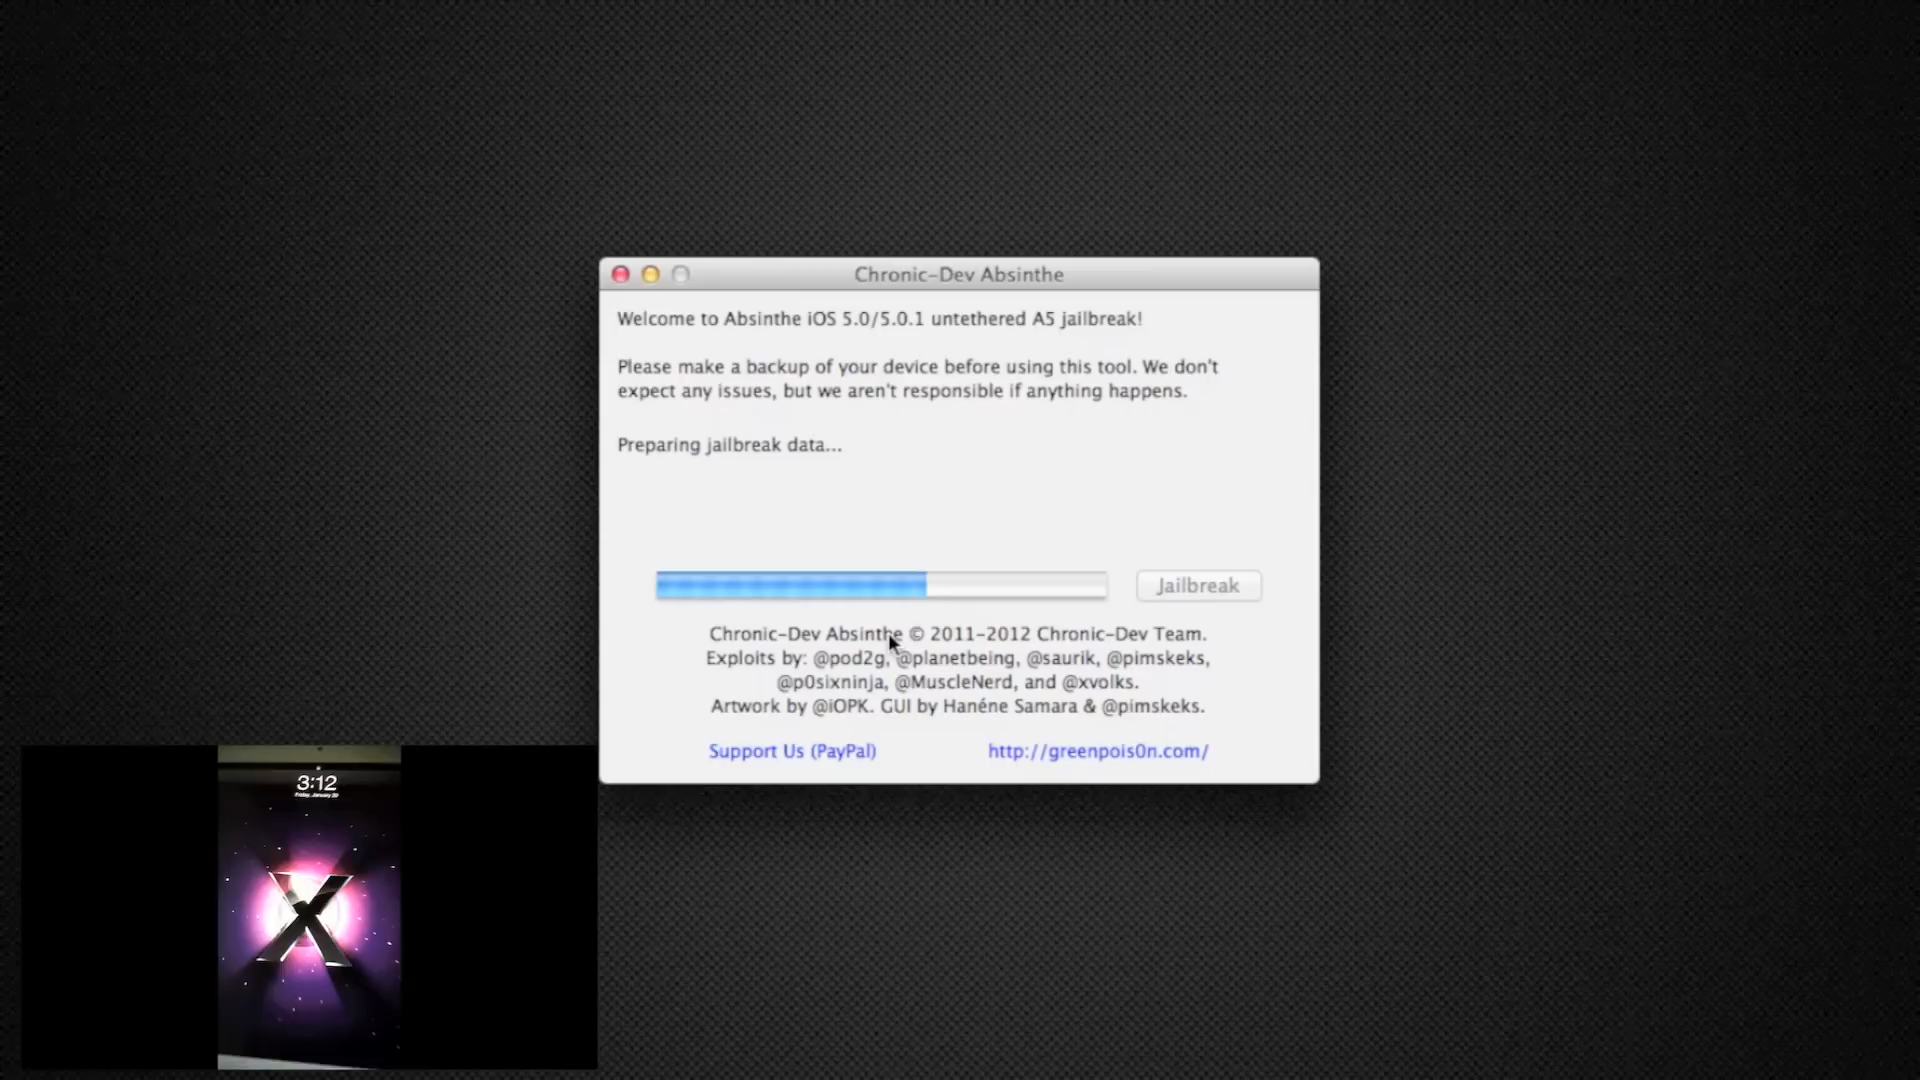 Chronic-Dev Absinthe
Welcome to Absinthe iOS 5.0/5.0.1 untethered A5 jailbreak!
Please make a backup of your device before using this tool. We don't
expect any issues, but we aren't responsible if anything happens.
Preparing jailbreak data...
Jailbreak
Chronic-Dev Absinthe © 2011-2012 Chronic-Dev Team.
Exploits by: @pod2g, @planetbeing, @saurik, @pimskeks,
@p0sixninja, @MuscleNerd, and @xvolks.
Artwork by @iOPK. GUI by Hanéne Samara & @pimskeks.
Support Us (PayPal)
http://greenpois0n.com/
3:12
Friday, January 20
X